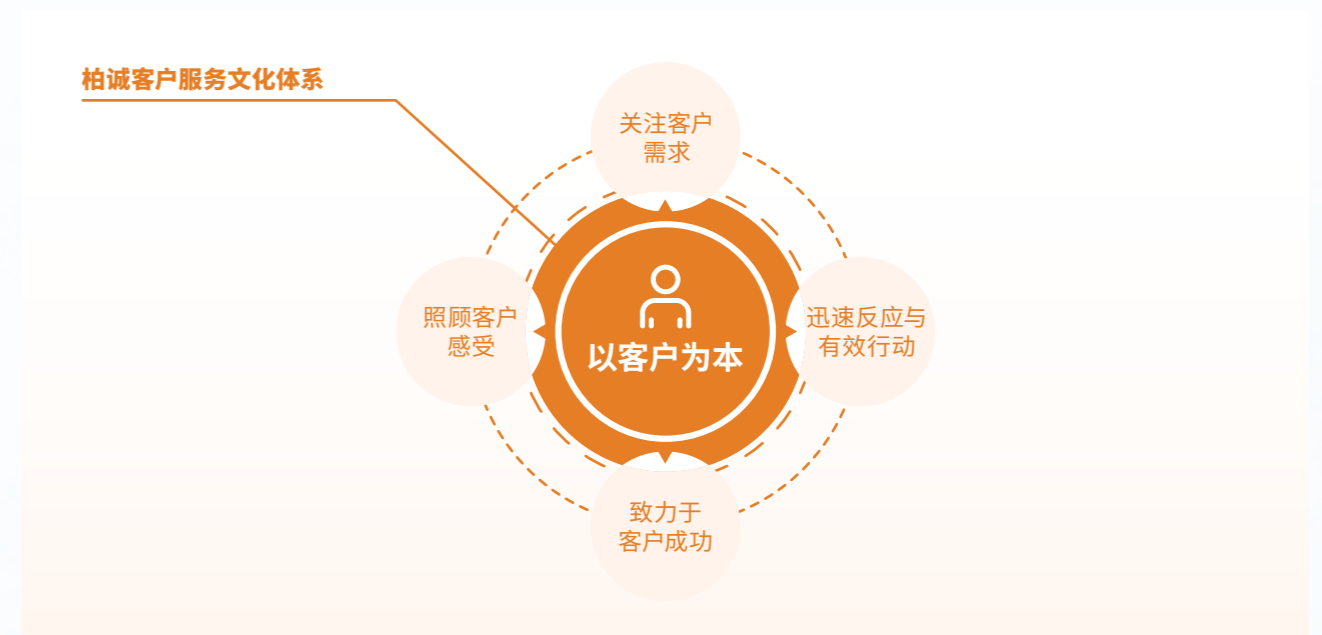 柏诚客户服务文化体系
关注客户
需求
照顾客户
感受
以客户为本
迅速反应与
有效行动
致力于
客户成功